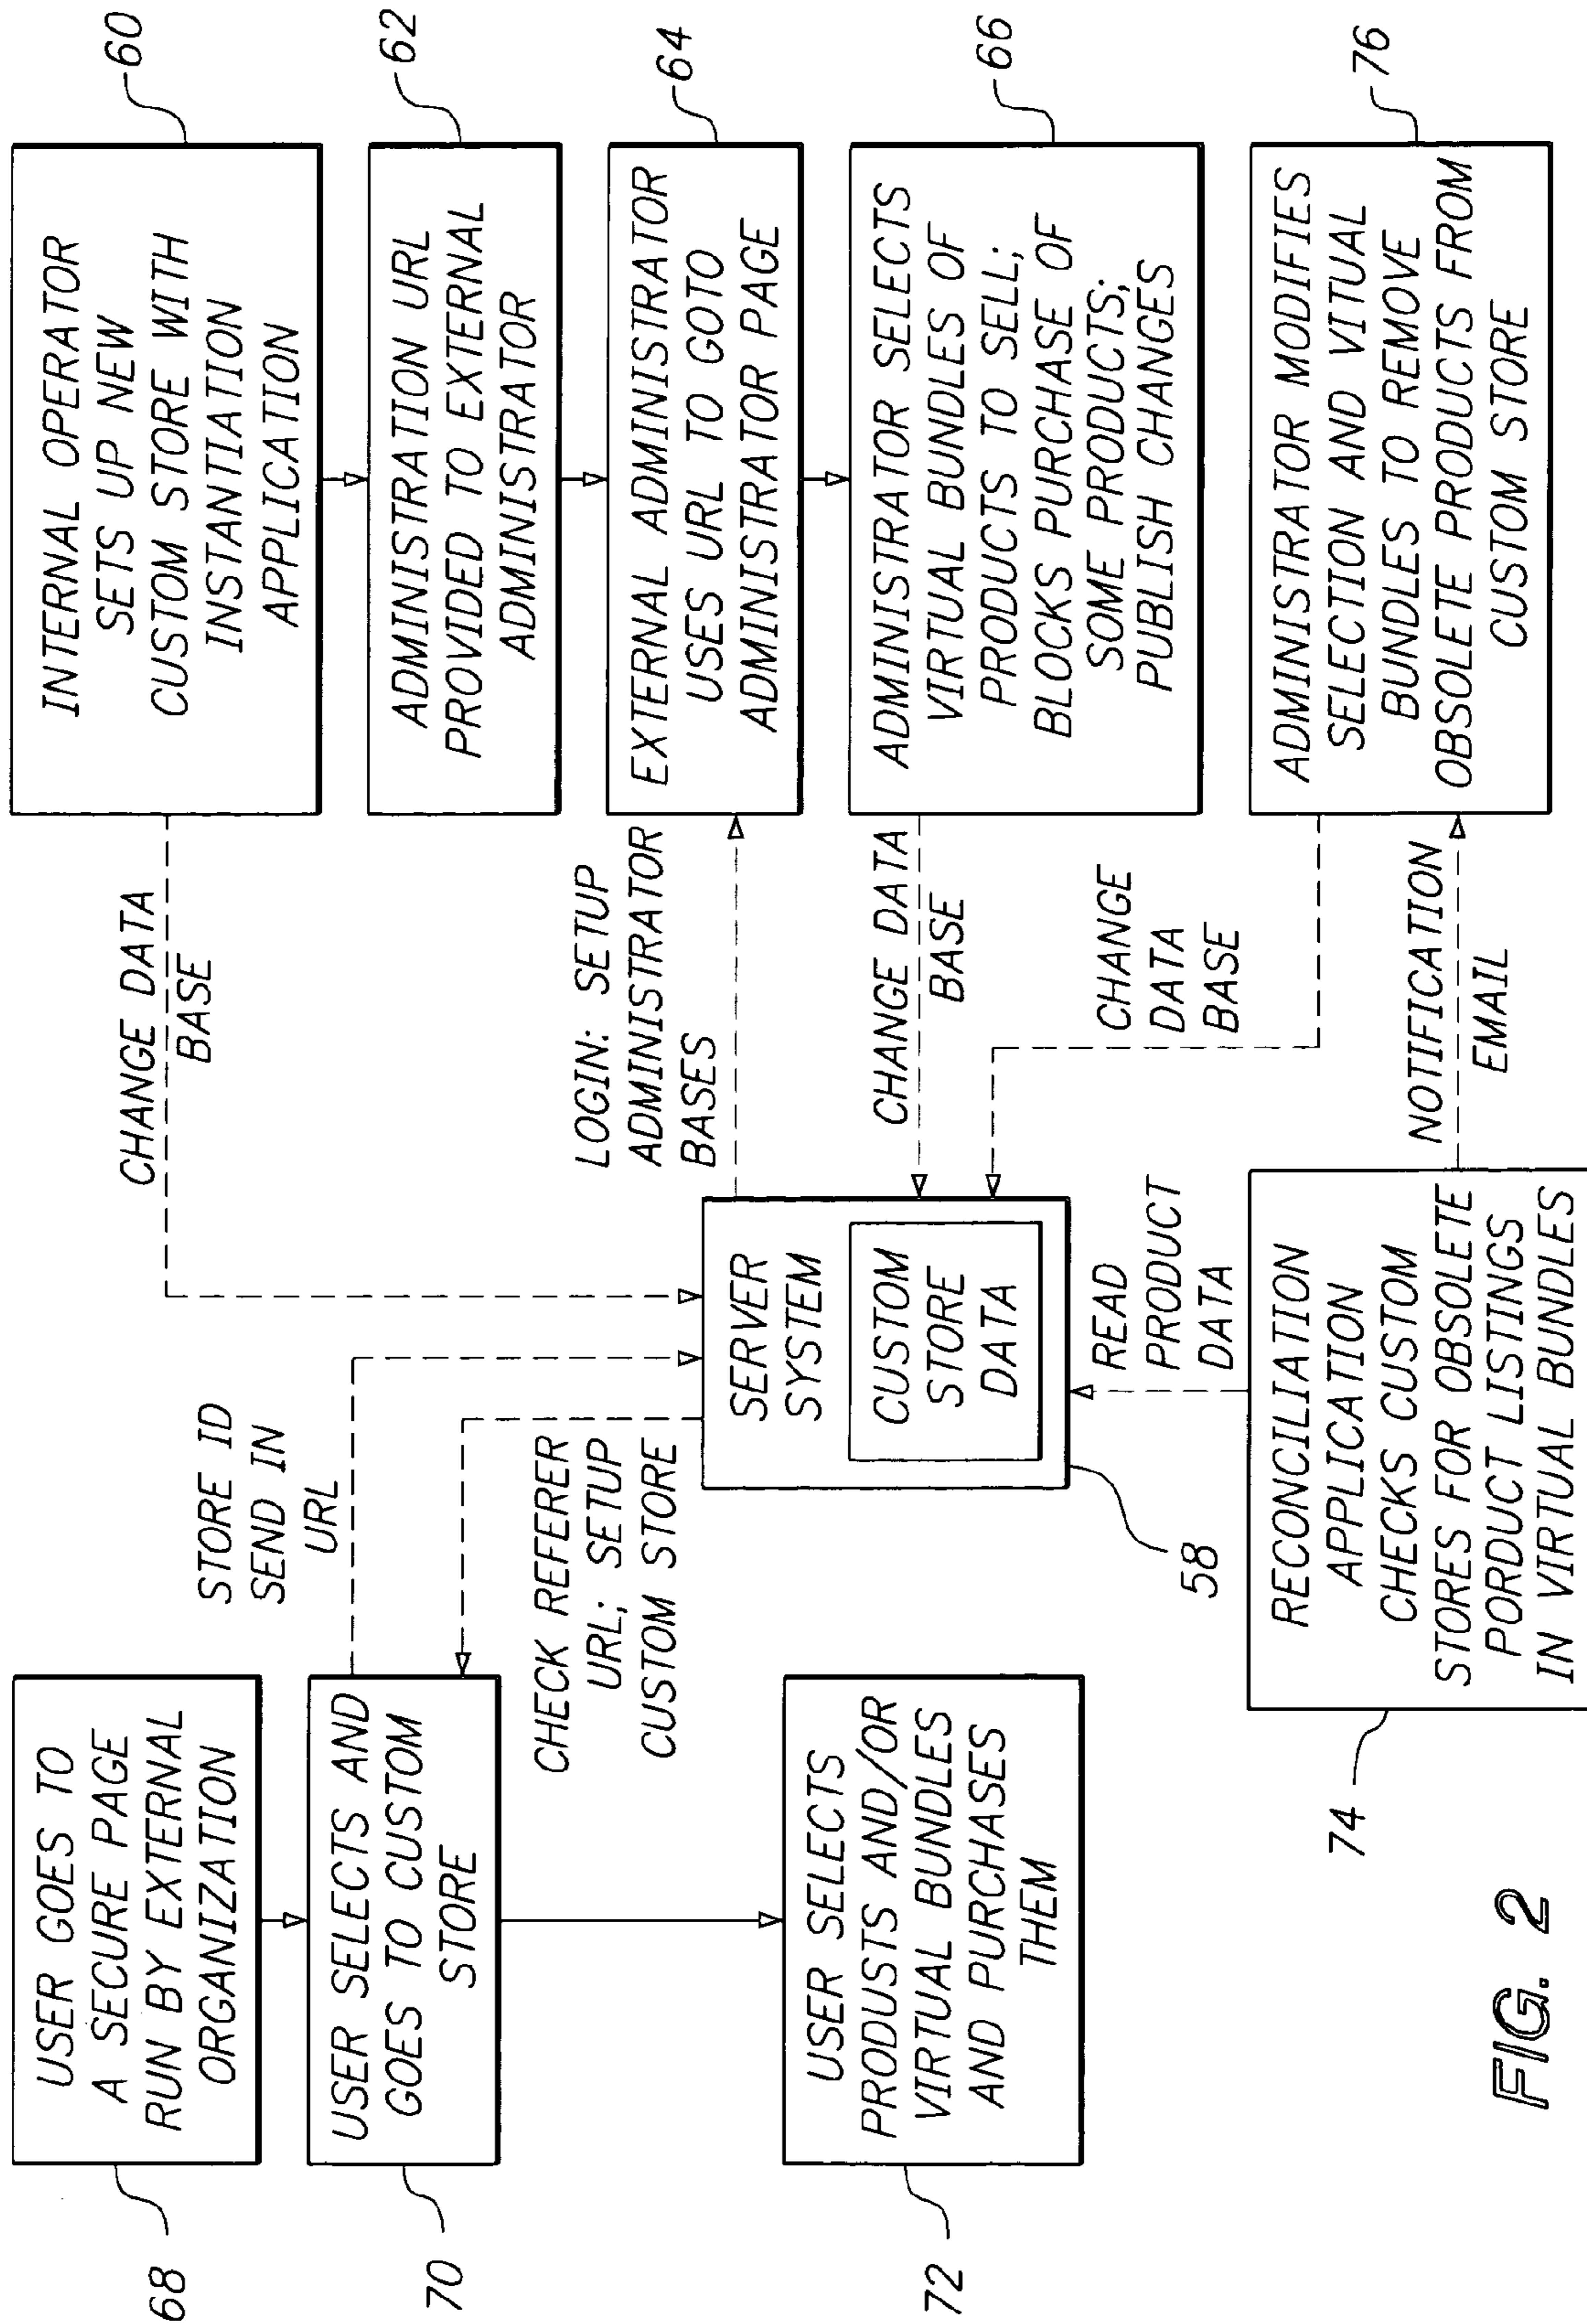 68
USER GOES TO
A SECURE PAGE
RUN BY EXTERNAL
ORGANIZATION
70
USER SELECTS AND
GOES TO CUSTOM
STORE
72
USER SELECTS
PRODUSTS AND/OR
VIRTUAL BUNDLES
AND PURCHASES
THEM
STORE ID
SEND IN
URL
CHECK REFERER
URL; SETUP
CUSTOM STORE
SERVER
SYSTEM
CUSTOM
STORE
DATA
58
READ
PRODUCT
DATA
74
RECONCILIATION
APPLICATION
CHECKS CUSTOM
STORES FOR OBSOLETE
PORDUCT LISTINGS
IN VIRTUAL BUNDLES
CHANGE DATA
BASE
LOGIN: SETUP
ADMINISTRATOR
BASES
CHANGE DATA
BASE
CHANGE
DATA
BASE
NOTIFICATION
EMAIL
INTERNAL OPERATOR
SETS UP NEW
CUSTOM STORE WITH
INSTANTIATION
APPLICATION
60
ADMINISTRATION URL
PROVIDED TO EXTERNAL
ADMINISTRATOR
62
EXTERNAL ADMINISTRATOR
USES URL TO GOTO
ADMINISTRATOR PAGE
64
ADMINISTRATOR SELECTS
VIRTUAL BUNDLES OF
PRODUCTS TO SELL;
BLOCKS PURCHASE OF
SOME PRODUCTS;
PUBLISH CHANGES
66
ADMINISTRATOR MODIFIES
SELECTION AND VITUAL
BUNDLES TO REMOVE
OBSOLETE PRODUCTS FROM
CUSTOM STORE
76
FIG. 2